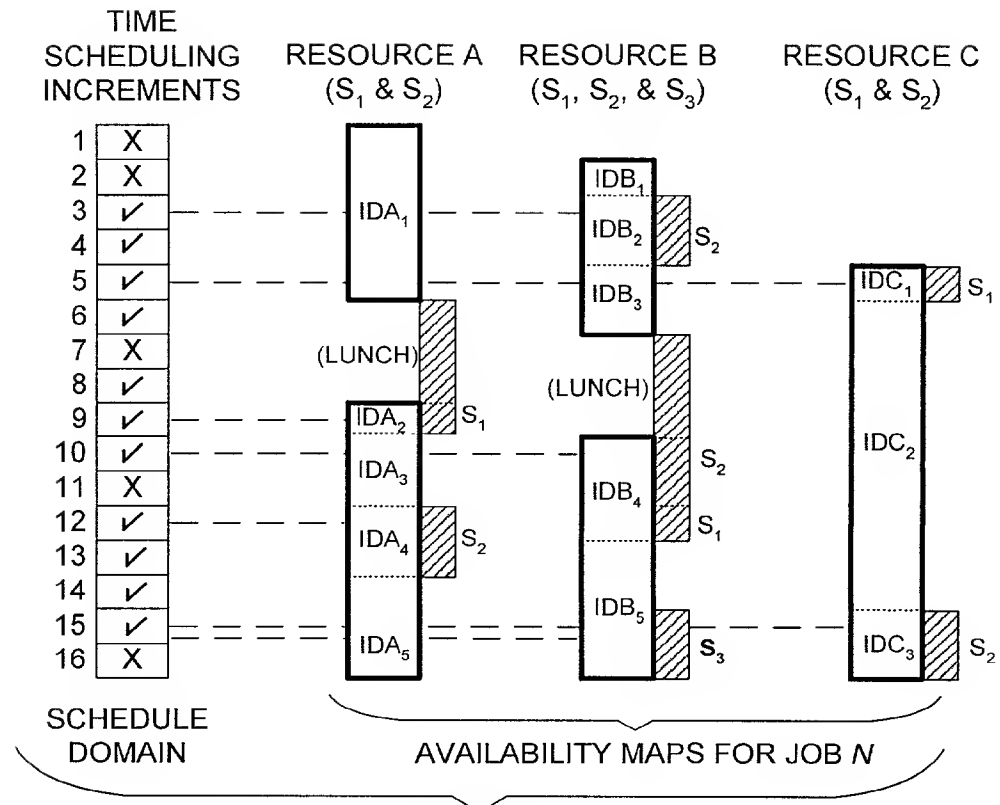 TIME
SCHEDULING
INCREMENTS
RESOURCE A
(S₁ & S₂)
RESOURCE B
(S₁, S₂, & S₃)
RESOURCE C
(S₁ & S₂)
1 X
2 X
3 ✓
4 ✓
5 ✓
6 ✓
7 X
8 ✓
9 ✓
10 ✓
11 X
12 ✓
13 ✓
14 ✓
15 ✓
16 X
IDA₁
(LUNCH)
IDA₂
S₁
IDA₃
IDA₄
S₂
IDA₅
IDB₁
IDB₂
S₂
IDB₃
(LUNCH)
S₂
IDB₄
S₁
IDB₅
S₃
IDC₁
S₁
IDC₂
IDC₃
S₂
SCHEDULE
DOMAIN
AVAILABILITY MAPS FOR JOB N